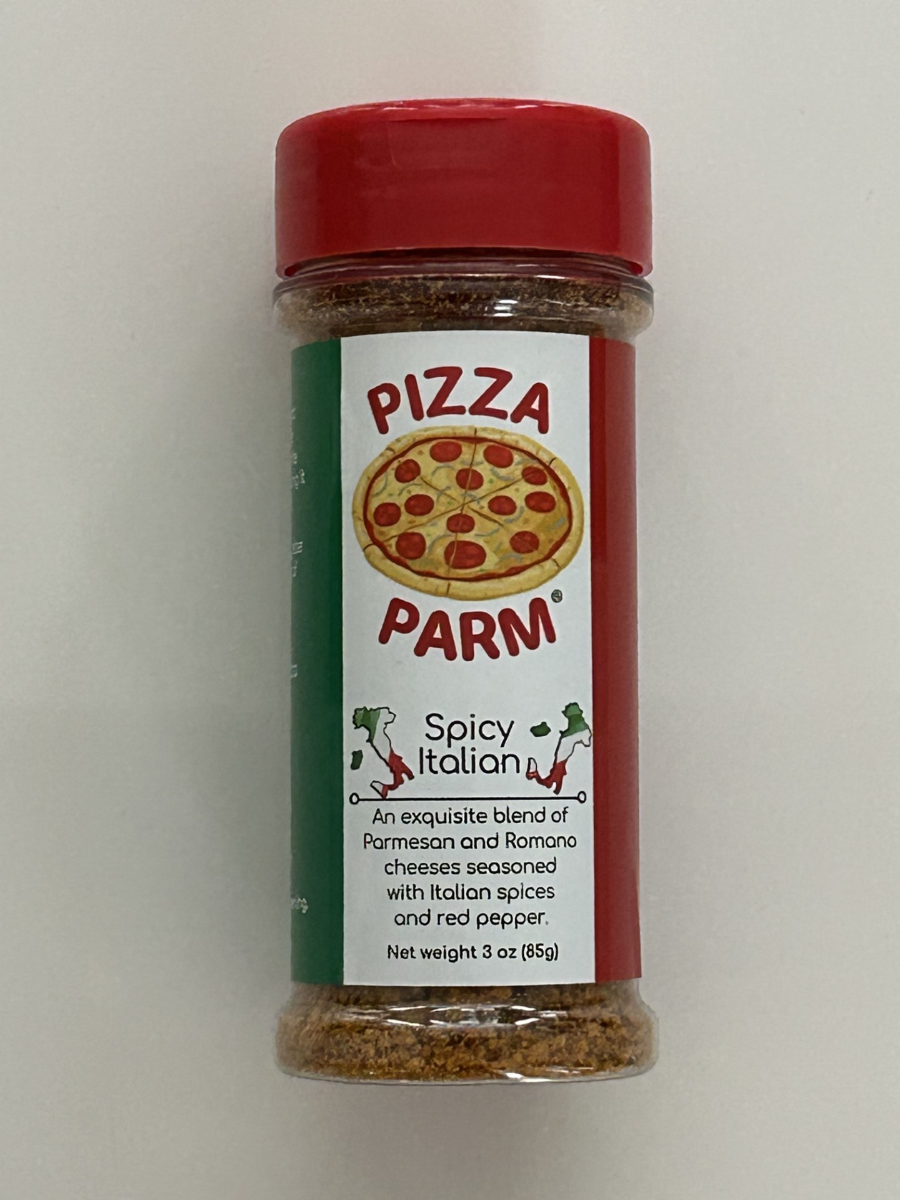 PIZZA
PARM®
Spicy
Italian
An exquisite blend of
Parmesan and Romano
cheeses seasoned
with Italian spices
and red pepper.
Net weight 3 oz (85g)